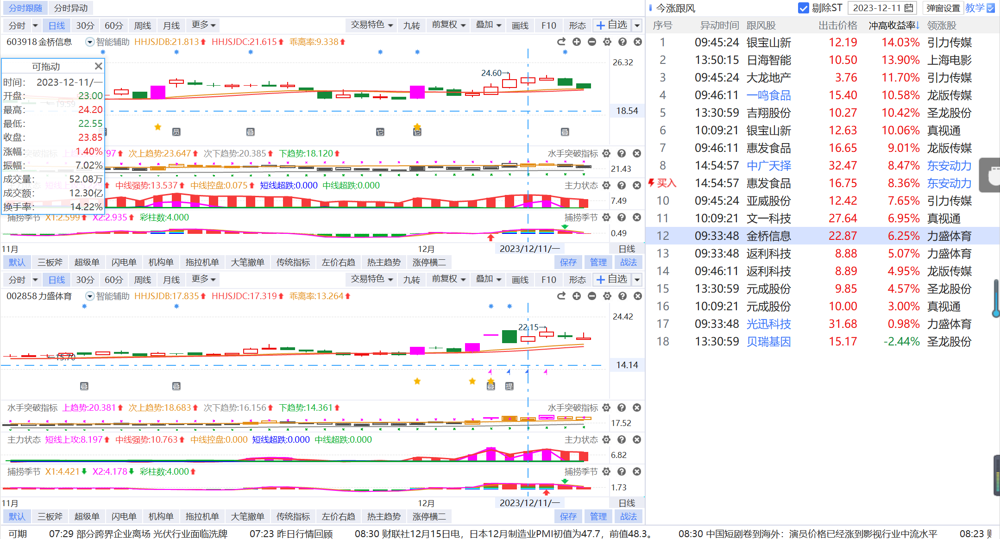 分时跟随 分时异动
分时 日线 30分 60分 周线 月线 更多 交易特色 九转 前复权 叠加 画线 F10 形态 自选
603918 金桥信息 智能辅助 HHJSJDB:21.813 HHJSJDC:21.615 乖离率:9.338
26.32
24.60→
18.54
可拖动
时间: 2023-12-11/一
开盘: 23.00
最高: 24.20
最低: 22.55
收盘: 23.85
涨幅: 1.40%
振幅: 7.02%
成交量: 52.08万
成交额: 12.30亿
换手率: 14.22%
←19.59
员 叠 它 它 叠
次上趋势:23.647 次下趋势:20.385 下趋势:18.120 水手突破指标
21.43
中线强势:13.537 中线控盘:0.075 短线超跌:0.000 中线超跌:0.000 主力状态
7.49
捕捞季节 X1:2.599 X2:2.935 彩柱数:4.000 捕捞季节
0.49
11月 12月 2023/12/11/一 日线
默认 三板斧 超级单 闪电单 机构单 拖拉机单 大笔撤单 传统指标 左价右趋 热主趋势 涨停横二 保存 管理 战法
分时 日线 30分 60分 周线 月线 更多 交易特色 九转 前复权 叠加 画线 F10 形态 自选
002858 力盛体育 智能辅助 HHJSJDB:17.835 HHJSJDC:17.319 乖离率:13.264
24.42
22.15→
←15.70
14.14
叠 叠 叠 提
水手突破指标 上趋势:20.381 次上趋势:18.683 次下趋势:16.156 下趋势:14.361 水手突破指标
17.52
主力状态 短线上攻:8.197 中线强势:10.763 中线控盘:0.000 短线超跌:0.000 中线超跌:0.000 主力状态
6.82
捕捞季节 X1:4.421 X2:4.178 彩柱数:4.000 捕捞季节
1.73
11月 12月 2023/12/11/一 日线
默认 三板斧 超级单 闪电单 机构单 拖拉机单 大笔撤单 传统指标 左价右趋 热主趋势 涨停横二 保存 管理 战法
今涨跟风 剔除ST 2023-12-11 弹窗设置 教学
序号 异动时间 跟风股 出击价格 冲高收益率↓ 领涨股
1 09:45:24 银宝山新 12.19 14.03% 引力传媒
2 13:50:15 日海智能 10.50 13.90% 上海电影
3 09:45:24 大龙地产 3.76 11.70% 引力传媒
4 09:46:11 一鸣食品 15.40 10.58% 龙版传媒
5 13:30:59 吉翔股份 10.27 10.42% 圣龙股份
6 10:09:21 银宝山新 12.63 10.06% 真视通
7 09:46:11 惠发食品 16.65 9.01% 龙版传媒
8 14:54:57 中广天择 32.47 8.47% 东安动力
买入 14:54:57 惠发食品 16.75 8.36% 东安动力
10 09:45:24 亚威股份 12.42 7.65% 引力传媒
11 10:09:21 文一科技 27.64 6.95% 真视通
12 09:33:48 金桥信息 22.87 6.25% 力盛体育
13 09:33:48 返利科技 8.88 5.07% 力盛体育
14 09:46:11 返利科技 8.89 4.95% 龙版传媒
15 13:30:59 元成股份 9.85 4.57% 圣龙股份
16 10:09:21 元成股份 10.00 3.00% 真视通
17 09:33:48 光迅科技 31.68 0.98% 力盛体育
18 13:30:59 贝瑞基因 15.17 -2.44% 圣龙股份
可期 07:29 部分跨界企业离场 光伏行业面临洗牌 07:23 昨日行情回顾 08:30 财联社12月15日电，日本12月制造业PMI初值为47.7，前值48.3。 08:30 中国短剧卷到海外：演员价格已经涨到影视行业中流水平 08:23